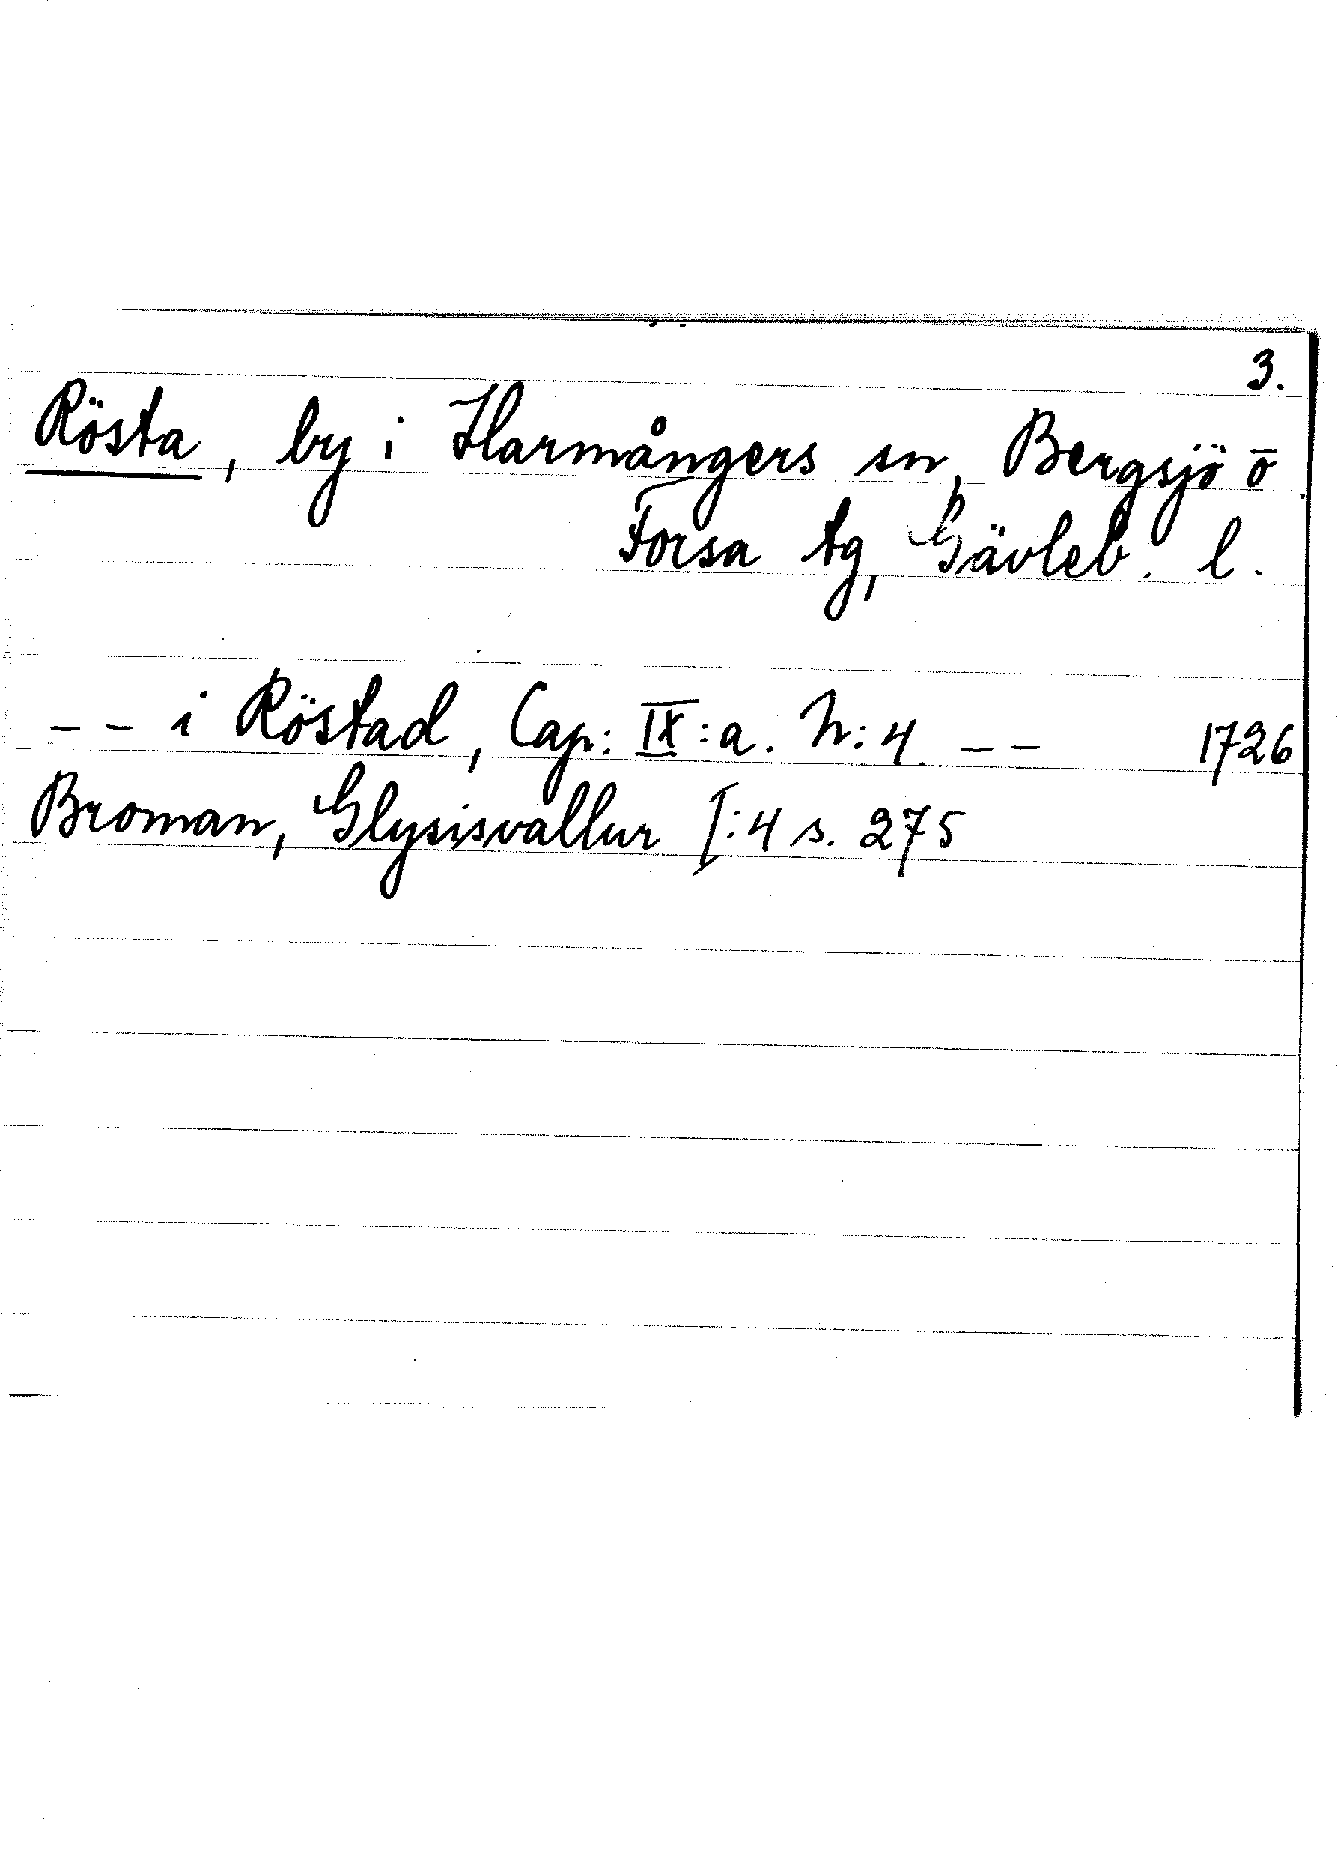 3.
Rösta, by i Harmångers sn, Bergsjö o
Forsa tg, Gävleb. l.
-- i Röstad, Cap: IX:a. N:4 -- 1726
Broman, Glysisvallur I:4 s. 275